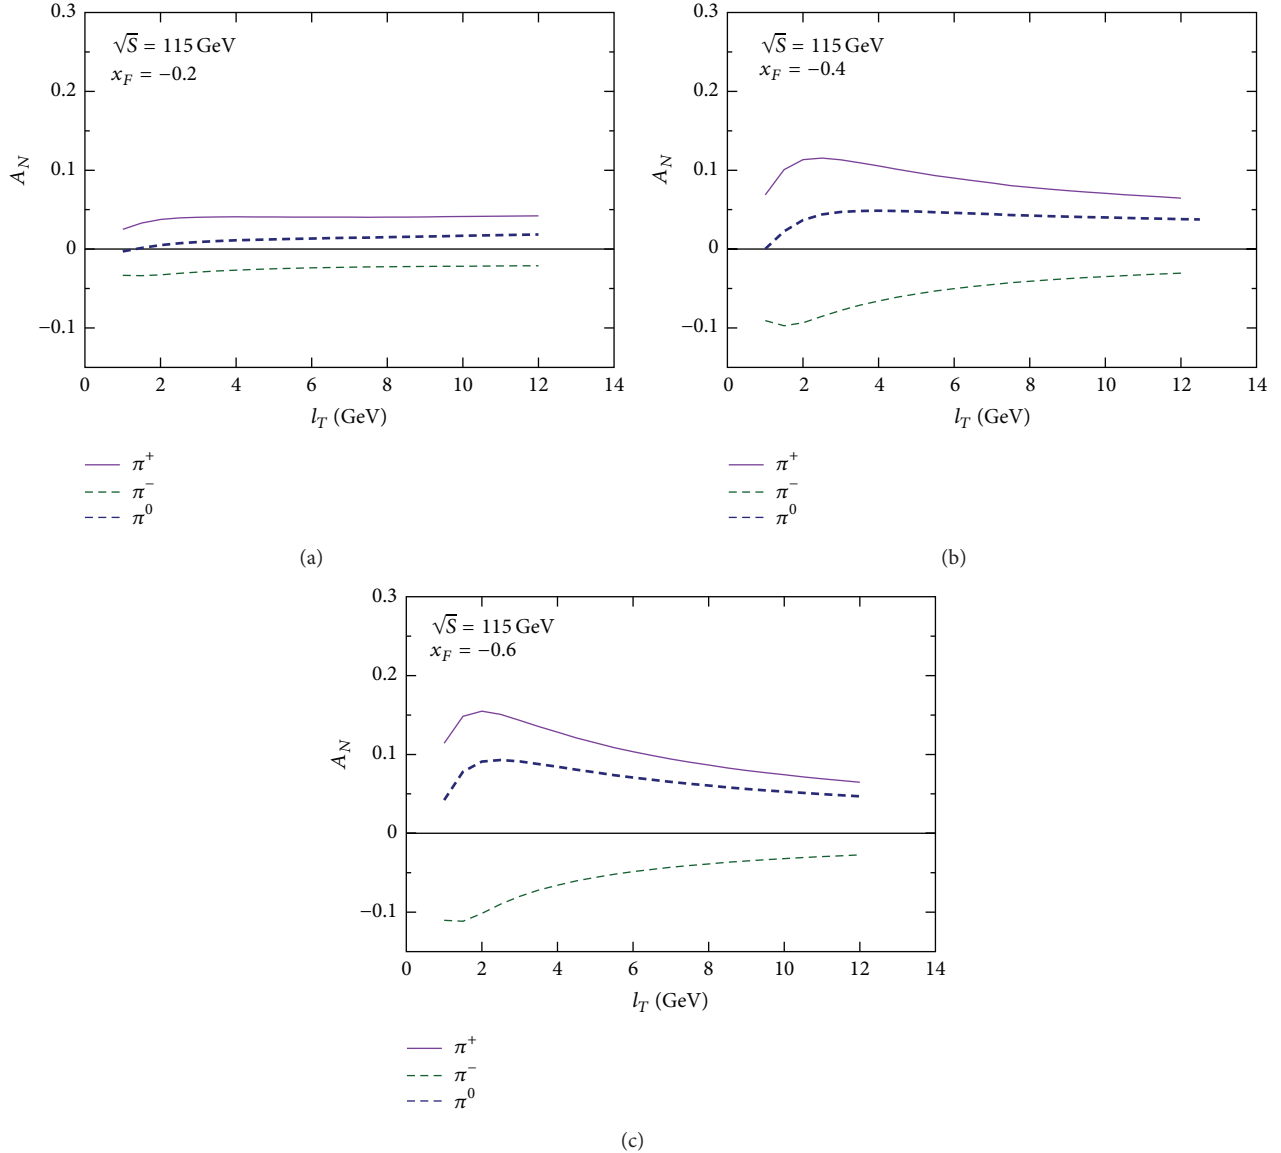 0.3
0.2
0.1
0
−0.1
A_N
√S = 115 GeV
x_F = −0.2
0 2 4 6 8 10 12 14
l_T (GeV)
π⁺
π⁻
π⁰
(a)
0.3
0.2
0.1
0
−0.1
A_N
√S = 115 GeV
x_F = −0.4
0 2 4 6 8 10 12 14
l_T (GeV)
π⁺
π⁻
π⁰
(b)
0.3
0.2
0.1
0
−0.1
A_N
√S = 115 GeV
x_F = −0.6
0 2 4 6 8 10 12 14
l_T (GeV)
π⁺
π⁻
π⁰
(c)